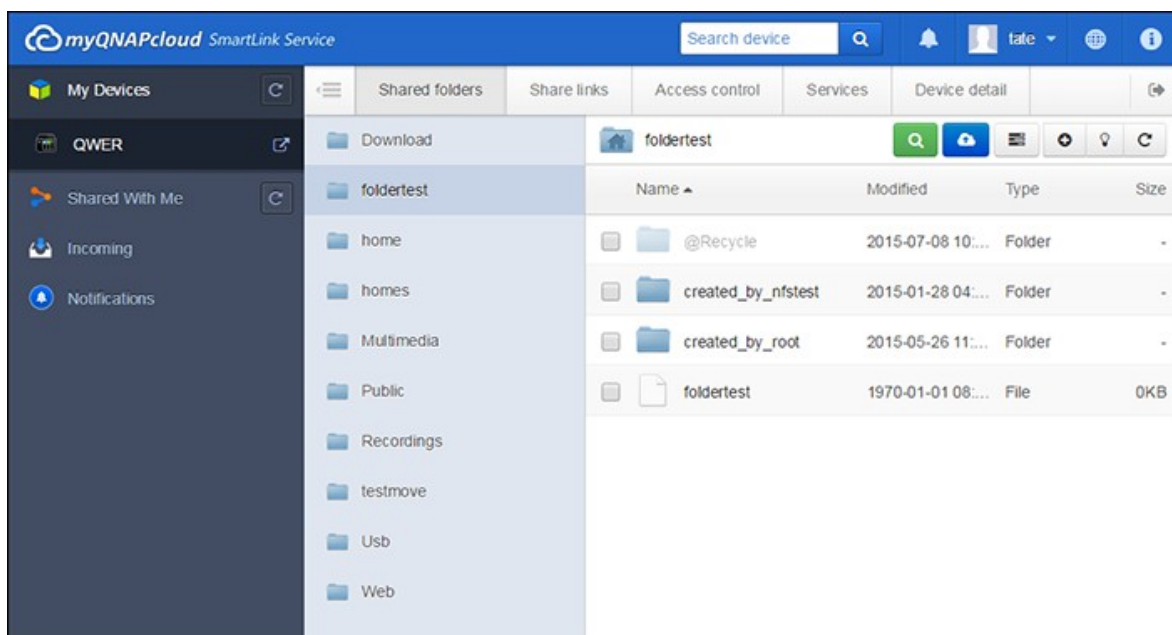 myQNAPcloud SmartLink Service
Search device
tate
My Devices
QWER
Shared With Me
Incoming
Notifications
Shared folders Share links Access control Services Device detail
Download
foldertest
home
homes
Multimedia
Public
Recordings
testmove
Usb
Web
foldertest
Name Modified Type Size
@Recycle 2015-07-08 10:... Folder -
created_by_nfstest 2015-01-28 04:... Folder -
created_by_root 2015-05-26 11:... Folder -
foldertest 1970-01-01 08:... File 0KB